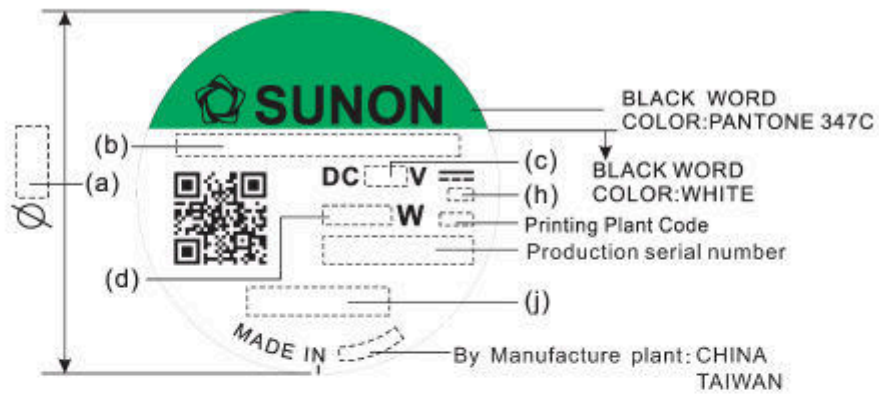 SUNON
BLACK WORD
COLOR:PANTONE 347C
(b)
(c)
DC V
BLACK WORD
COLOR:WHITE
(a)
(h)
Ø
W
Printing Plant Code
Production serial number
(d)
(j)
MADE IN
By Manufacture plant: CHINA
TAIWAN